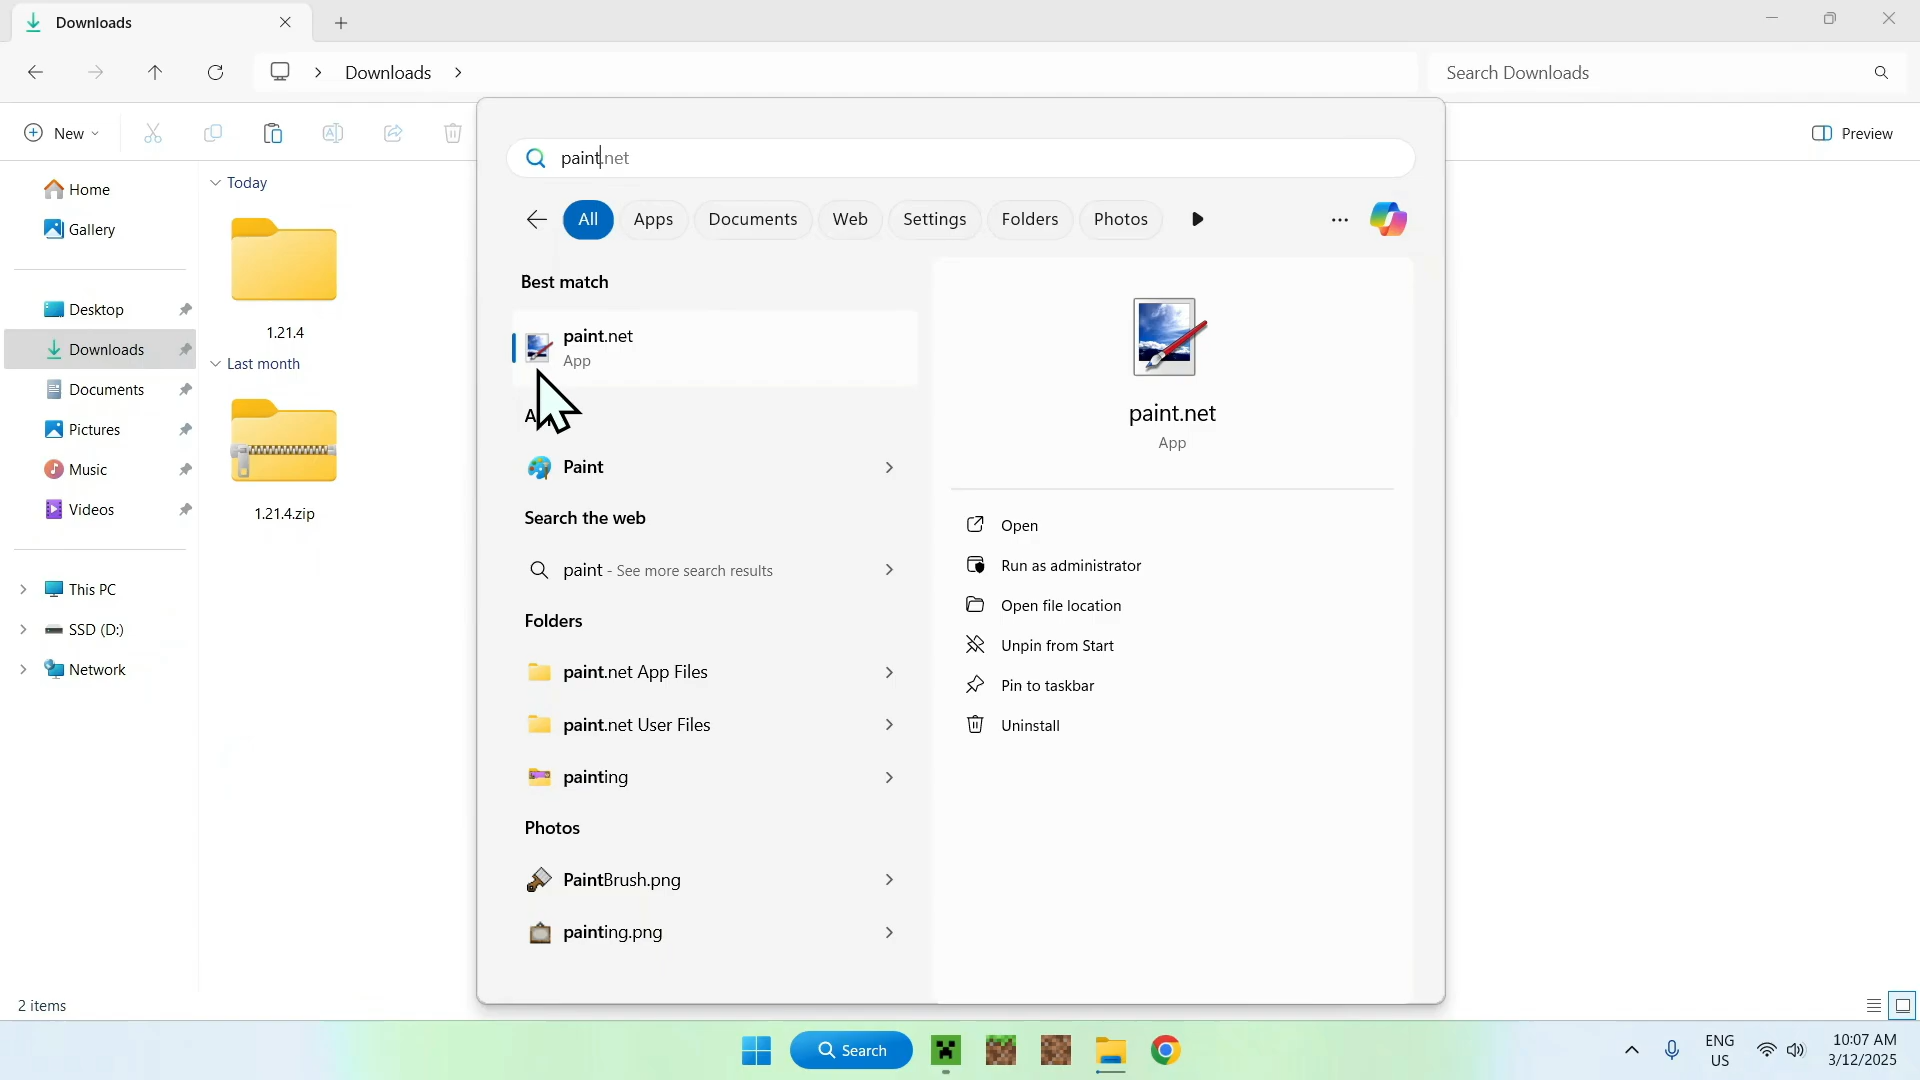 Downloads
Downloads
Search Downloads
New
Preview
Home
Gallery
Desktop
Downloads
Documents
Pictures
Music
Videos
This PC
SSD (D:)
Network
Today
1.21.4
Last month
1.21.4.zip
paint.net
All
Apps
Documents
Web
Settings
Folders
Photos
Best match
paint.net
App
Paint
Search the web
paint - See more search results
Folders
paint.net App Files
paint.net User Files
painting
Photos
PaintBrush.png
painting.png
paint.net
App
Open
Run as administrator
Open file location
Unpin from Start
Pin to taskbar
Uninstall
2 items
Search
ENG
US
10:07 AM
3/12/2025